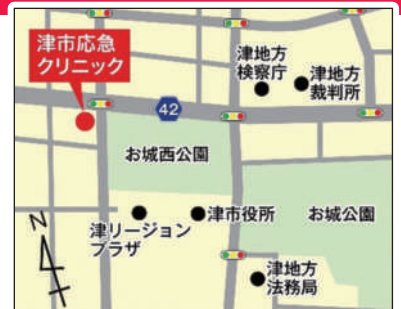 津市応急
クリニック
津地方
検察庁
津地方
裁判所
42
お城西公園
津リージョン
プラザ
津市役所
お城公園
津地方
法務局
N